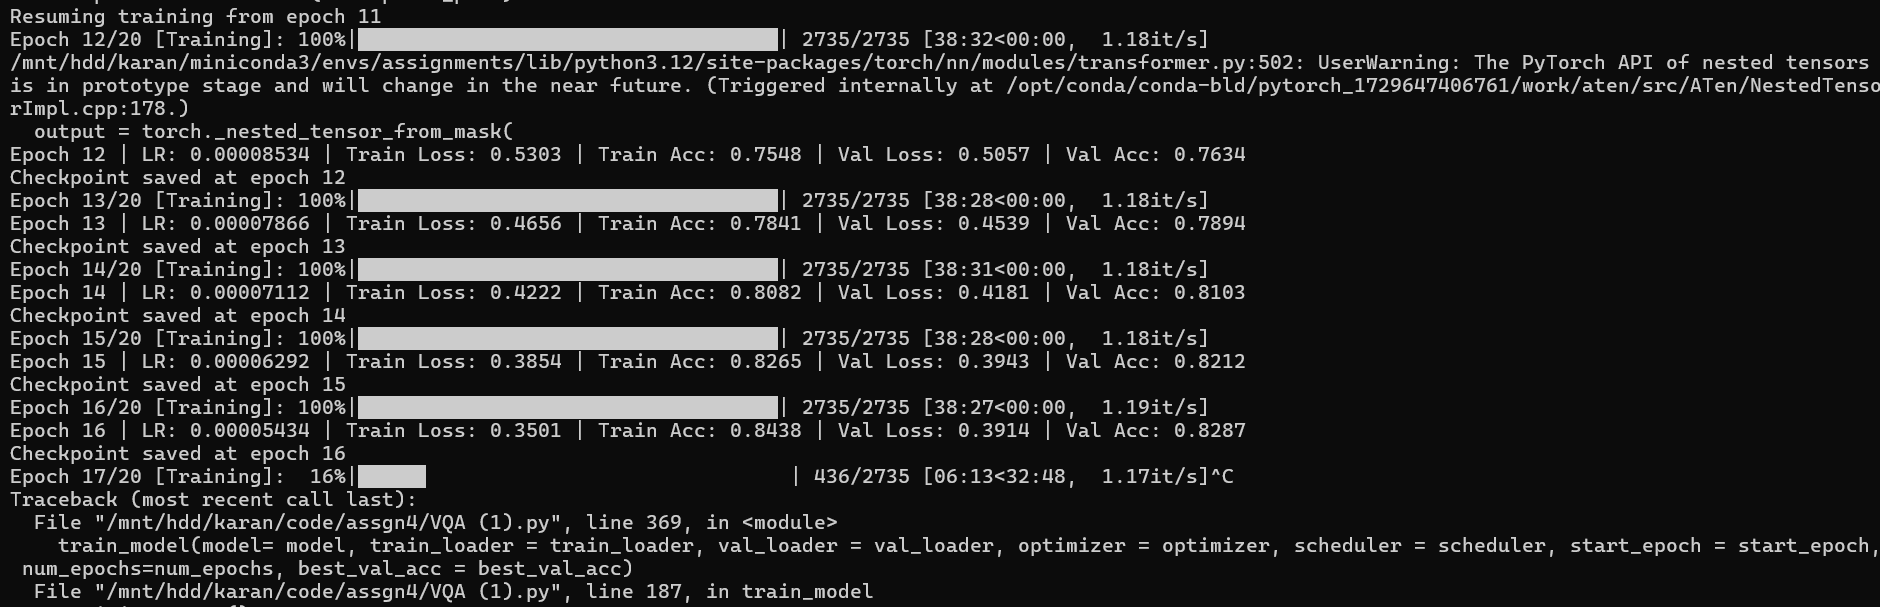 Resuming training from epoch 11
Epoch 12/20 [Training]: 100%|| 2735/2735 [38:32<00:00,  1.18it/s]
/mnt/hdd/karan/miniconda3/envs/assignments/lib/python3.12/site-packages/torch/nn/modules/transformer.py:502: UserWarning: The PyTorch API of nested tensors
is in prototype stage and will change in the near future. (Triggered internally at /opt/conda/conda-bld/pytorch_1729647406761/work/aten/src/ATen/NestedTenso
rImpl.cpp:178.)
  output = torch._nested_tensor_from_mask(
Epoch 12 | LR: 0.00008534 | Train Loss: 0.5303 | Train Acc: 0.7548 | Val Loss: 0.5057 | Val Acc: 0.7634
Checkpoint saved at epoch 12
Epoch 13/20 [Training]: 100%|| 2735/2735 [38:28<00:00,  1.18it/s]
Epoch 13 | LR: 0.00007866 | Train Loss: 0.4656 | Train Acc: 0.7841 | Val Loss: 0.4539 | Val Acc: 0.7894
Checkpoint saved at epoch 13
Epoch 14/20 [Training]: 100%|| 2735/2735 [38:31<00:00,  1.18it/s]
Epoch 14 | LR: 0.00007112 | Train Loss: 0.4222 | Train Acc: 0.8082 | Val Loss: 0.4181 | Val Acc: 0.8103
Checkpoint saved at epoch 14
Epoch 15/20 [Training]: 100%|| 2735/2735 [38:28<00:00,  1.18it/s]
Epoch 15 | LR: 0.00006292 | Train Loss: 0.3854 | Train Acc: 0.8265 | Val Loss: 0.3943 | Val Acc: 0.8212
Checkpoint saved at epoch 15
Epoch 16/20 [Training]: 100%|| 2735/2735 [38:27<00:00,  1.19it/s]
Epoch 16 | LR: 0.00005434 | Train Loss: 0.3501 | Train Acc: 0.8438 | Val Loss: 0.3914 | Val Acc: 0.8287
Checkpoint saved at epoch 16
Epoch 17/20 [Training]:  16%|| 436/2735 [06:13<32:48,  1.17it/s]^C
Traceback (most recent call last):
  File "/mnt/hdd/karan/code/assgn4/VQA (1).py", line 369, in <module>
    train_model(model= model, train_loader = train_loader, val_loader = val_loader, optimizer = optimizer, scheduler = scheduler, start_epoch = start_epoch,
 num_epochs=num_epochs, best_val_acc = best_val_acc)
  File "/mnt/hdd/karan/code/assgn4/VQA (1).py", line 187, in train_model